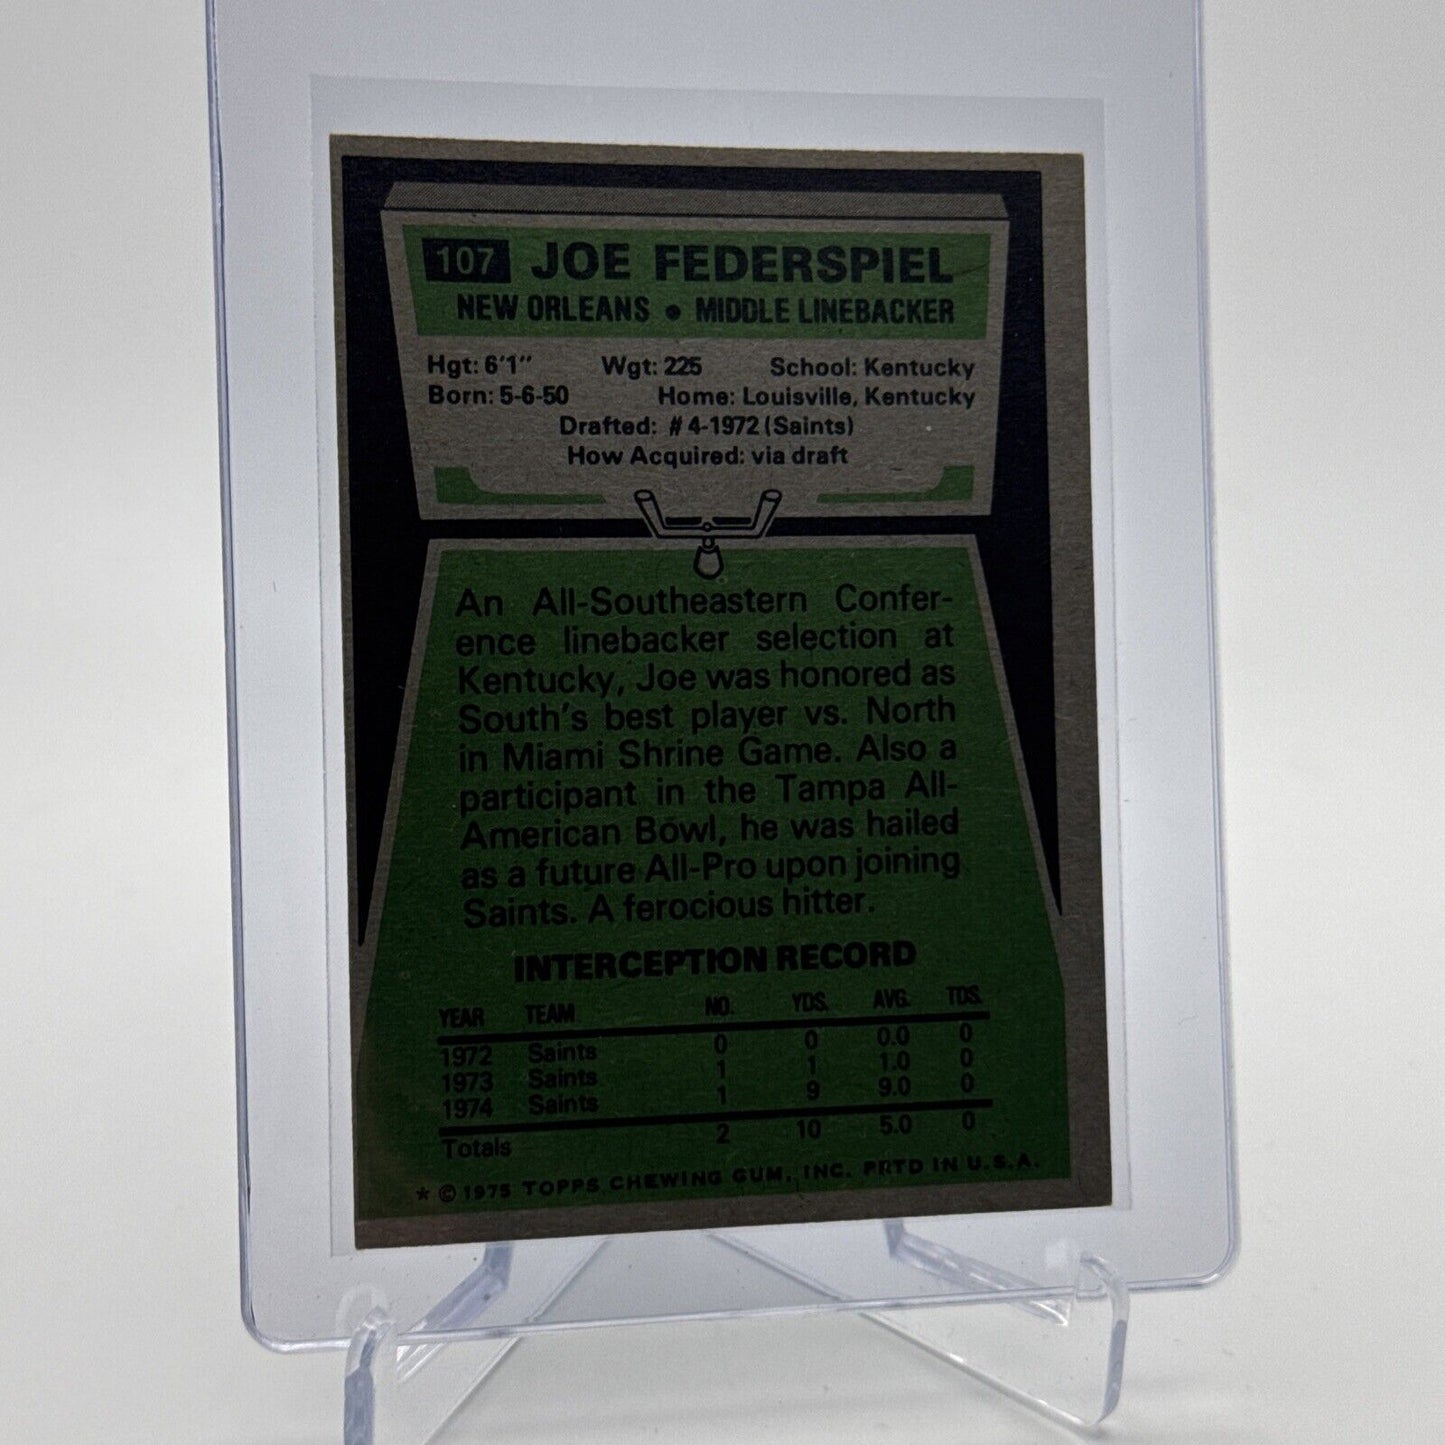 107 JOE FEDERSPIEL
NEW ORLEANS • MIDDLE LINEBACKER
Hgt: 6'1" Wgt: 225 School: Kentucky
Born: 5-6-50 Home: Louisville, Kentucky
Drafted: #4-1972 (Saints)
How Acquired: via draft
An All-Southeastern Confer-
ence linebacker selection at
Kentucky, Joe was honored as
South's best player vs. North
in Miami Shrine Game. Also a
participant in the Tampa All-
American Bowl, he was hailed
as a future All-Pro upon joining
Saints. A ferocious hitter.
INTERCEPTION RECORD
YEAR TEAM NO. YDS. AVG. TDS.
1972 Saints 0 0 0.0 0
1973 Saints 1 1 1.0 0
1974 Saints 1 9 9.0 0
Totals 2 10 5.0 0
* © 1975 TOPPS CHEWING GUM, INC. PRTD IN U.S.A.